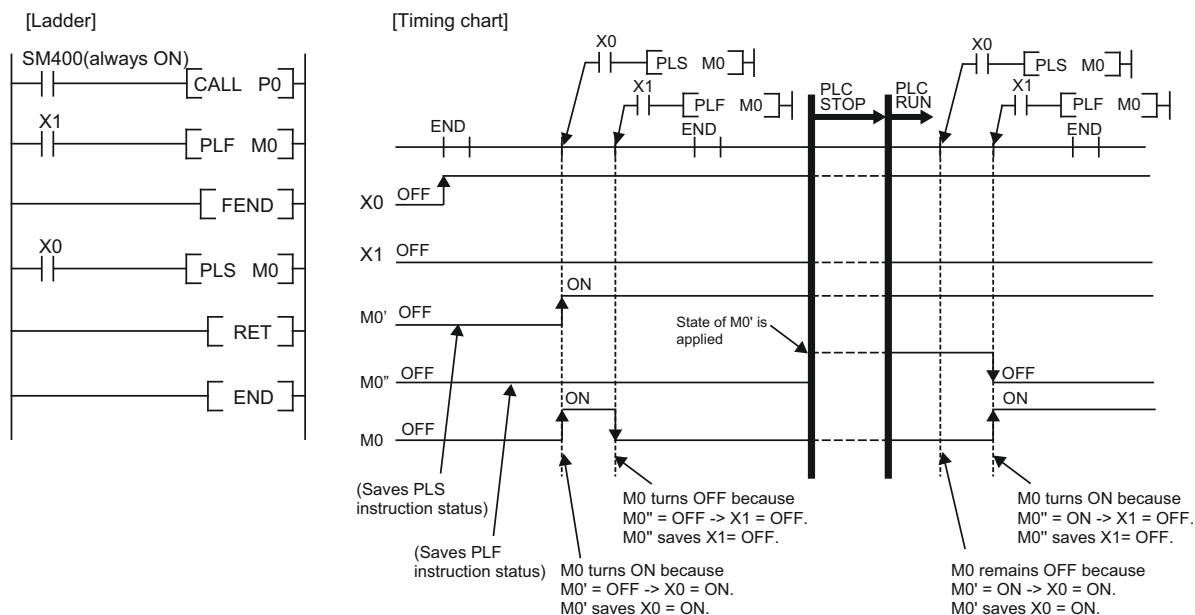 [Ladder]
SM400(always ON)
CALL P0
X1
PLF M0
FEND
X0
PLS M0
RET
END
[Timing chart]
X0
PLS M0
X1
PLF M0
END
END
PLC
STOP
PLC
RUN
X0
PLS M0
X1
PLF M0
END
X0 OFF
X1 OFF
ON
M0' OFF
State of M0' is
applied
M0" OFF
OFF
ON
ON
M0 OFF
(Saves PLS
instruction status)
(Saves PLF
instruction status)
M0 turns ON because
M0' = OFF -> X0 = ON.
M0' saves X0 = ON.
M0 turns OFF because
M0" = OFF -> X1 = OFF.
M0" saves X1= OFF.
M0 remains OFF because
M0' = ON -> X0 = ON.
M0' saves X0 = ON.
M0 turns ON because
M0" = ON -> X1 = OFF.
M0" saves X1= OFF.